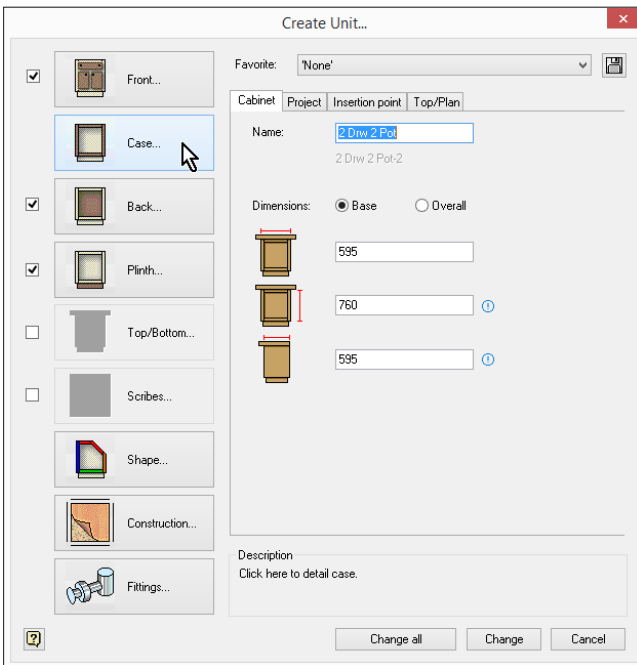 Create Unit...
Front...
Case...
Back...
Plinth...
Top/Bottom...
Scribes...
Shape...
Construction...
Fittings...
Favorite: 'None'
Cabinet Project Insertion point Top/Plan
Name: 2 Drw 2 Pot
2 Drw 2 Pot-2
Dimensions: Base Overall
595
760
595
Description
Click here to detail case.
Change all Change Cancel